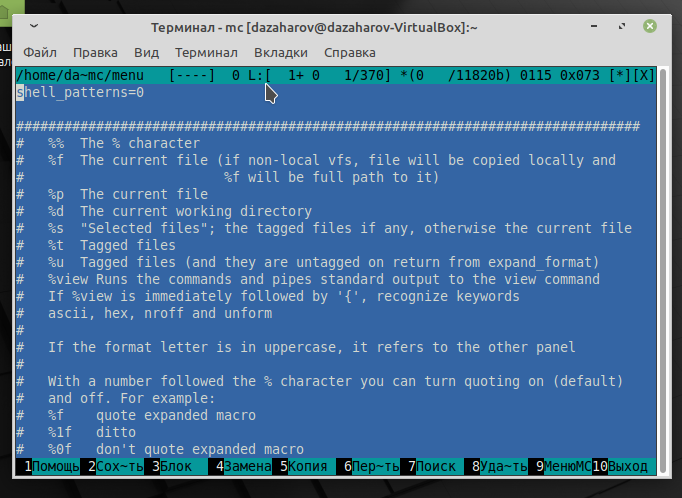 Терминал - mc [dazaharov@dazaharov-VirtualBox]:~
Файл Правка Вид Терминал Вкладки Справка
/home/da~mc/menu [----] 0 L:[ 1+ 0 1/370] *(0 /11820b) 0115 0x073 [*][X]
shell_patterns=0
##############################################################################
# %% The % character
# %f The current file (if non-local vfs, file will be copied locally and
# %f will be full path to it)
# %p The current file
# %d The current working directory
# %s "Selected files"; the tagged files if any, otherwise the current file
# %t Tagged files
# %u Tagged files (and they are untagged on return from expand_format)
# %view Runs the commands and pipes standard output to the view command
# If %view is immediately followed by '{', recognize keywords
# ascii, hex, nroff and unform
#
# If the format letter is in uppercase, it refers to the other panel
#
# With a number followed the % character you can turn quoting on (default)
# and off. For example:
# %f quote expanded macro
# %1f ditto
# %0f don't quote expanded macro
1Помощь 2Сох~ть 3Блок 4Замена 5Копия 6Пер~ть 7Поиск 8Уда~ть 9МенюMC 10Выход